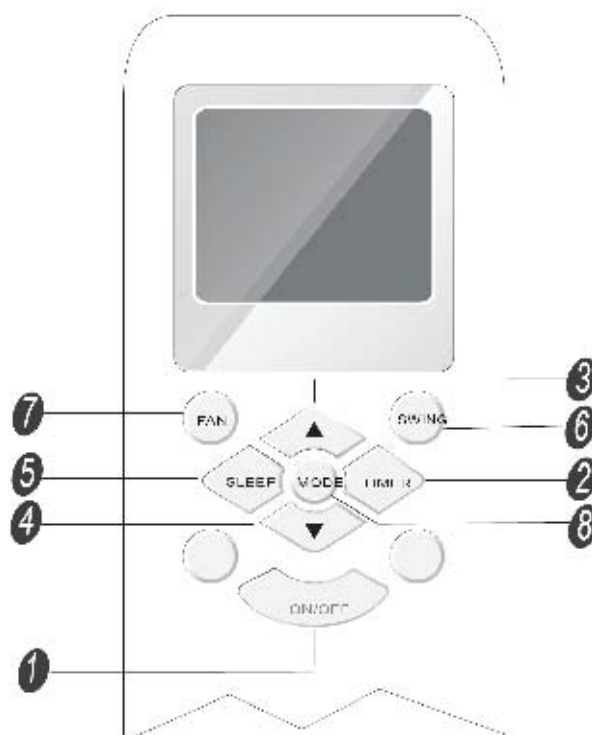 3
7 FAN SWING 6
▲
5 SLEEP MODE TIMER 2
4 ▼ 8
ON/OFF
1